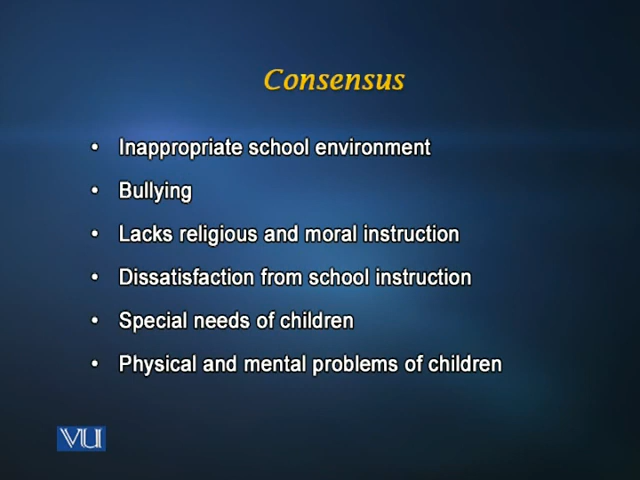 Consensus
• Inappropriate school environment
• Bullying
• Lacks religious and moral instruction
• Dissatisfaction from school instruction
• Special needs of children
• Physical and mental problems of children
VU